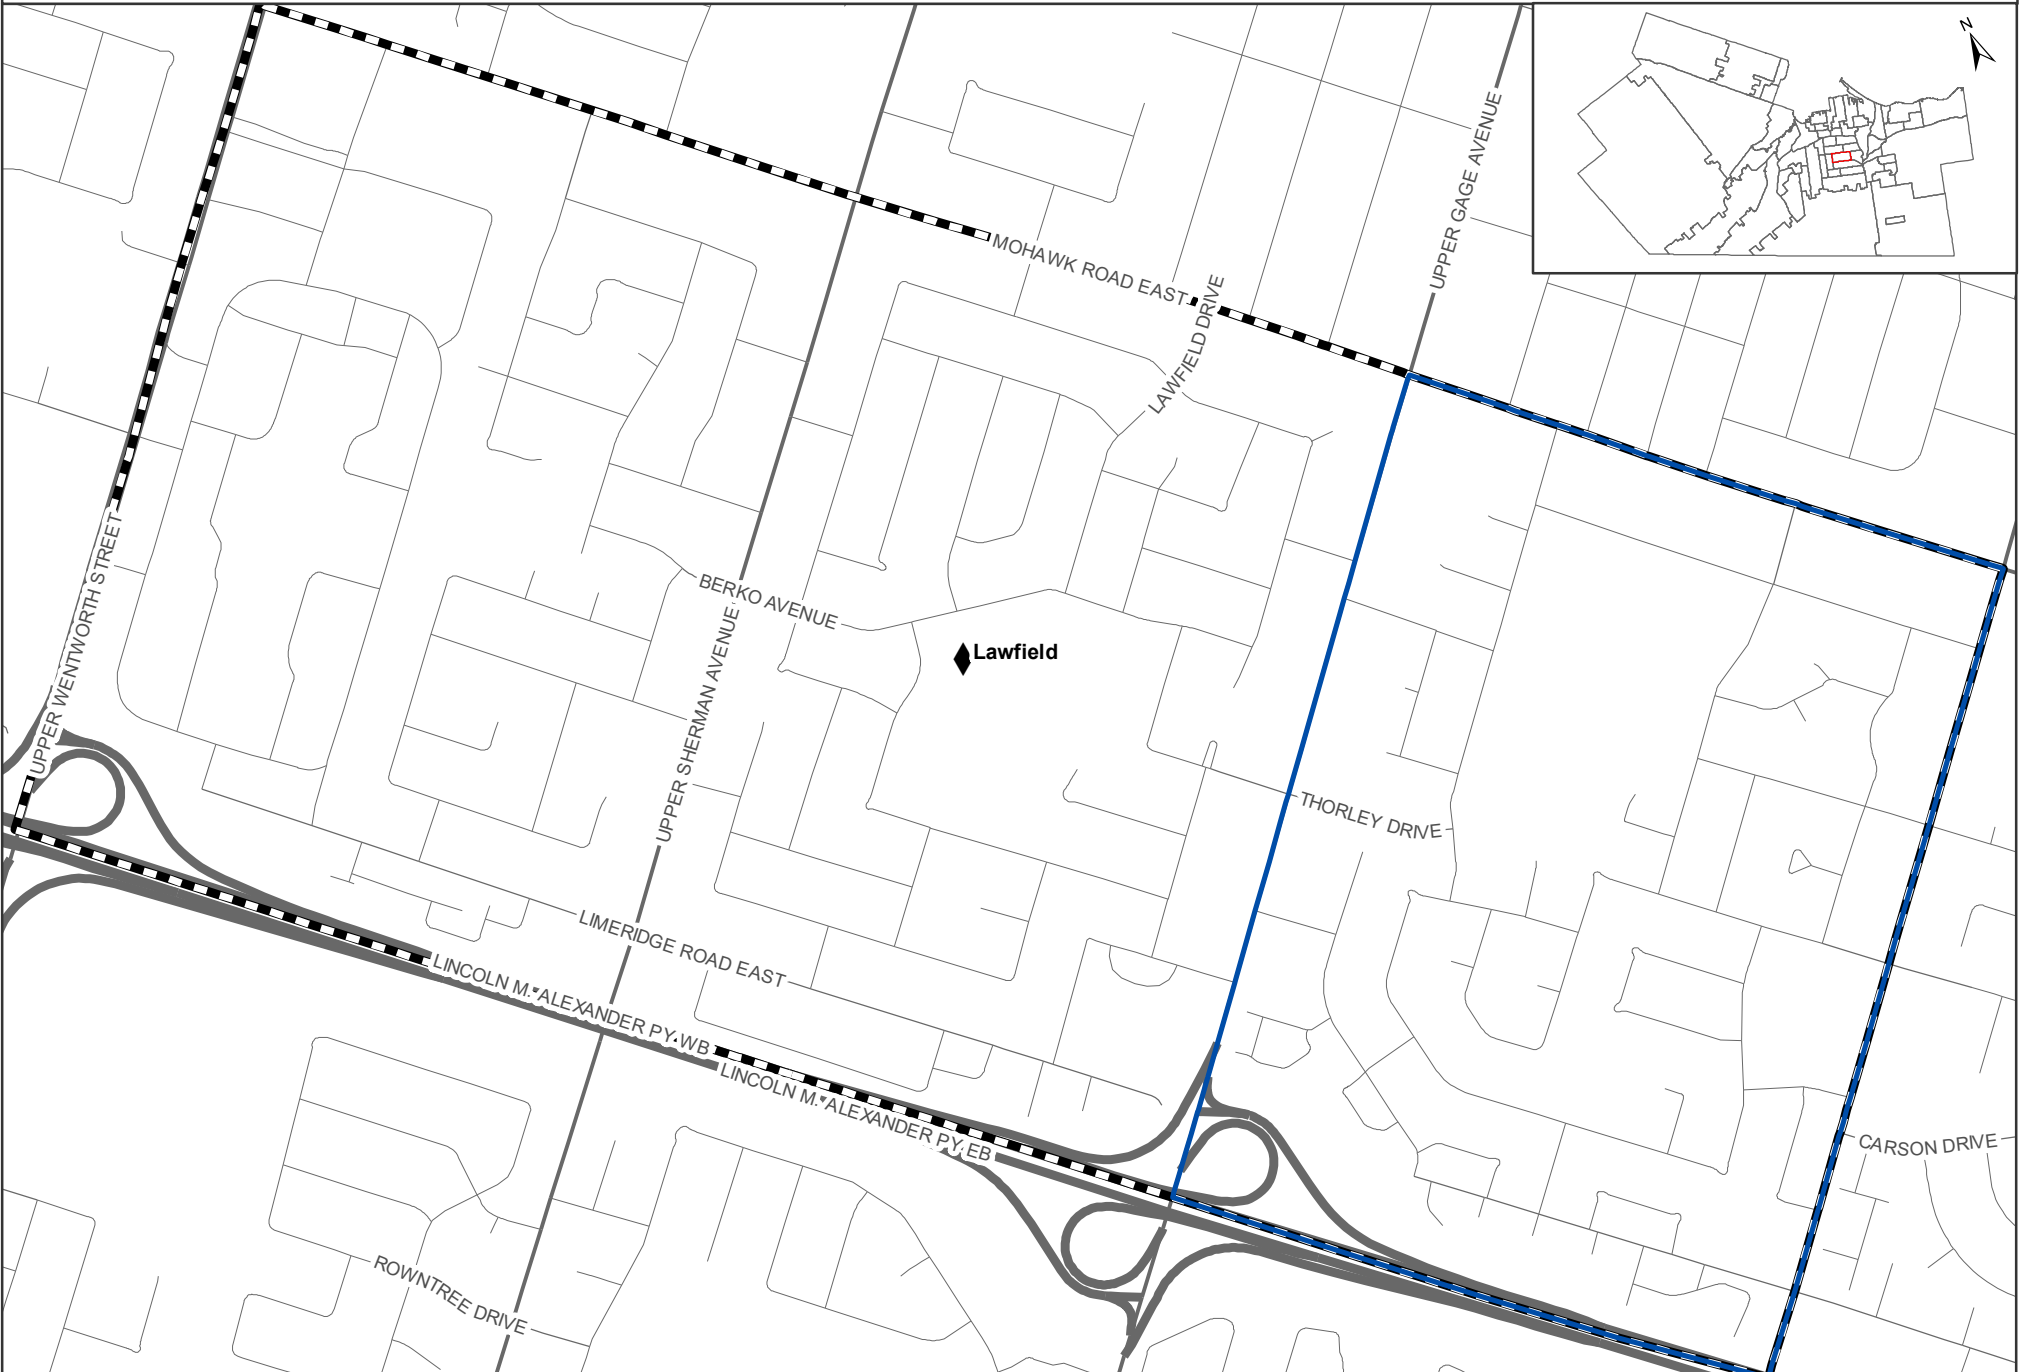 N
UPPER GAGE AVENUE
MOHAWK ROAD EAST
LAWFIELD DRIVE
UPPER WENTWORTH STREET
BERKO AVENUE
UPPER SHERMAN AVENUE
Lawfield
THORLEY DRIVE
LIMERIDGE ROAD EAST
LINCOLN M. ALEXANDER PY WB
LINCOLN M. ALEXANDER PY EB
CARSON DRIVE
ROWNTREE DRIVE